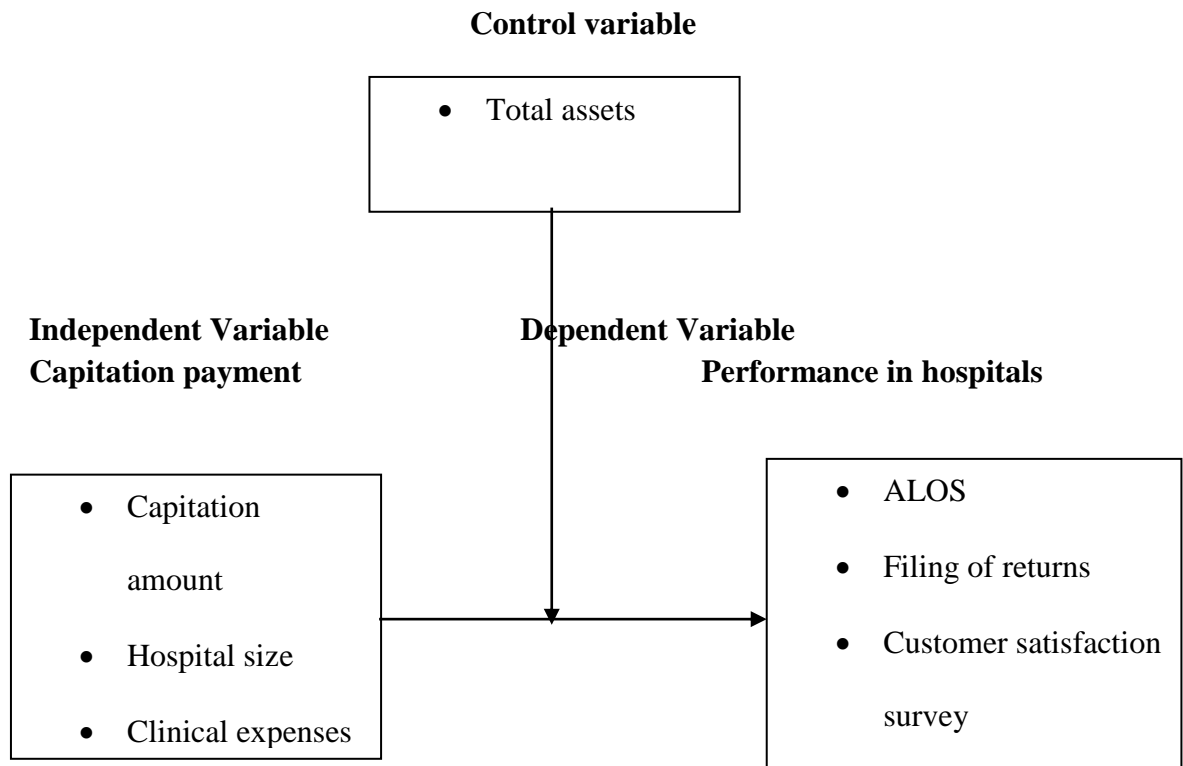 Control variable
• Total assets
Independent Variable Dependent Variable
Capitation payment Performance in hospitals
• Capitation
amount
• Hospital size
• Clinical expenses
• ALOS
• Filing of returns
• Customer satisfaction
survey